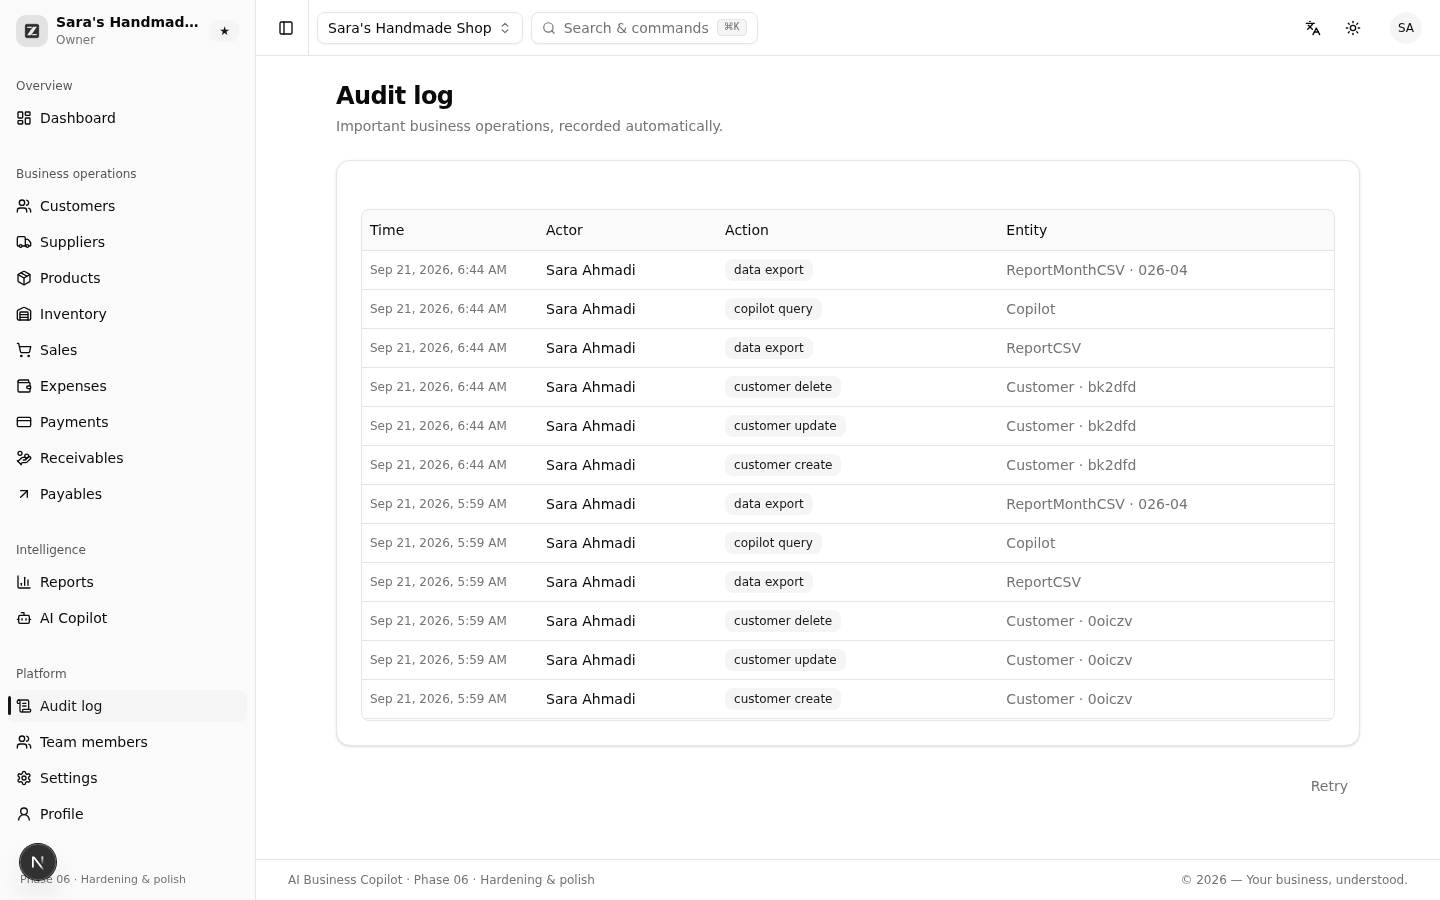 Sara's Handmad...
Owner
★
Overview
Dashboard
Business operations
Customers
Suppliers
Products
Inventory
Sales
Expenses
Payments
Receivables
Payables
Intelligence
Reports
AI Copilot
Platform
Audit log
Team members
Settings
Profile
N
Phase 06 · Hardening & polish
Sara's Handmade Shop
Search & commands ⌘K
SA
Audit log
Important business operations, recorded automatically.
Time Actor Action Entity
Sep 21, 2026, 6:44 AM Sara Ahmadi data export ReportMonthCSV · 026-04
Sep 21, 2026, 6:44 AM Sara Ahmadi copilot query Copilot
Sep 21, 2026, 6:44 AM Sara Ahmadi data export ReportCSV
Sep 21, 2026, 6:44 AM Sara Ahmadi customer delete Customer · bk2dfd
Sep 21, 2026, 6:44 AM Sara Ahmadi customer update Customer · bk2dfd
Sep 21, 2026, 6:44 AM Sara Ahmadi customer create Customer · bk2dfd
Sep 21, 2026, 5:59 AM Sara Ahmadi data export ReportMonthCSV · 026-04
Sep 21, 2026, 5:59 AM Sara Ahmadi copilot query Copilot
Sep 21, 2026, 5:59 AM Sara Ahmadi data export ReportCSV
Sep 21, 2026, 5:59 AM Sara Ahmadi customer delete Customer · 0oiczv
Sep 21, 2026, 5:59 AM Sara Ahmadi customer update Customer · 0oiczv
Sep 21, 2026, 5:59 AM Sara Ahmadi customer create Customer · 0oiczv
Retry
AI Business Copilot · Phase 06 · Hardening & polish
© 2026 — Your business, understood.